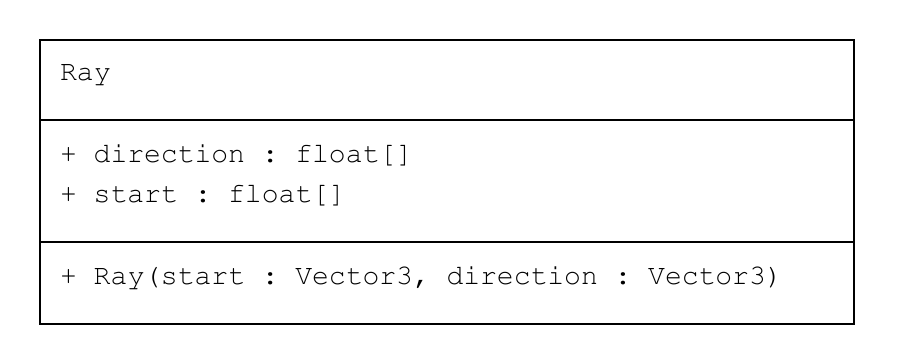 Ray
+ direction : float[]
+ start : float[]
+ Ray(start : Vector3, direction : Vector3)